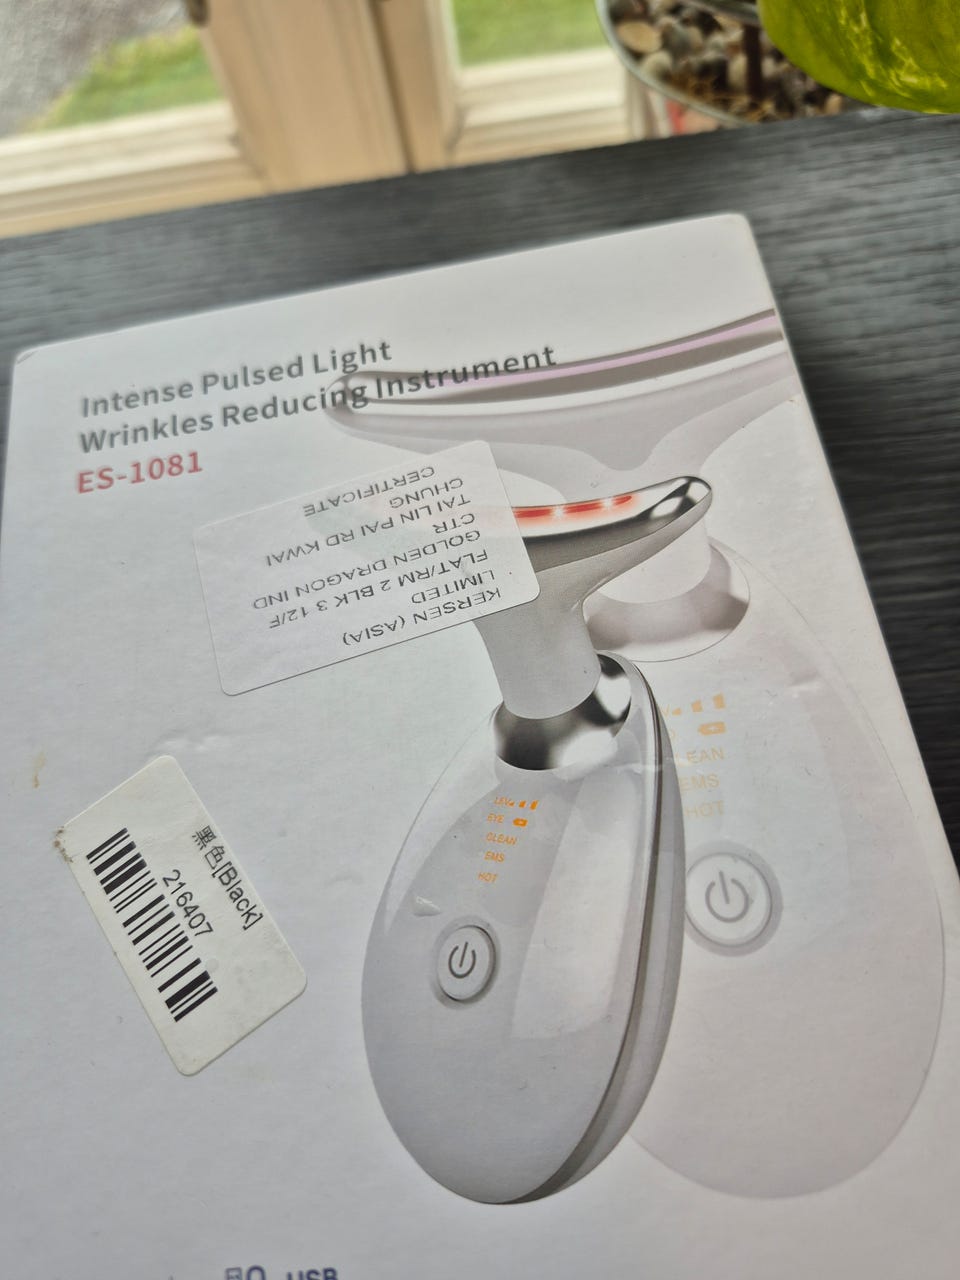 Intense Pulsed Light
Wrinkles Reducing Instrument
ES-1081
KERSEN (ASIA)
LIMITED
FLAT/RM 2 BLK 3 12/F
GOLDEN DRAGON IND
CTR
TAI LIN PAI RD KWAI
CHUNG
CERTIFICATE
LEV
EYE
CLEAN
EMS
HOT
EAN
EMS
HOT
黑色[Black]
216407
USB